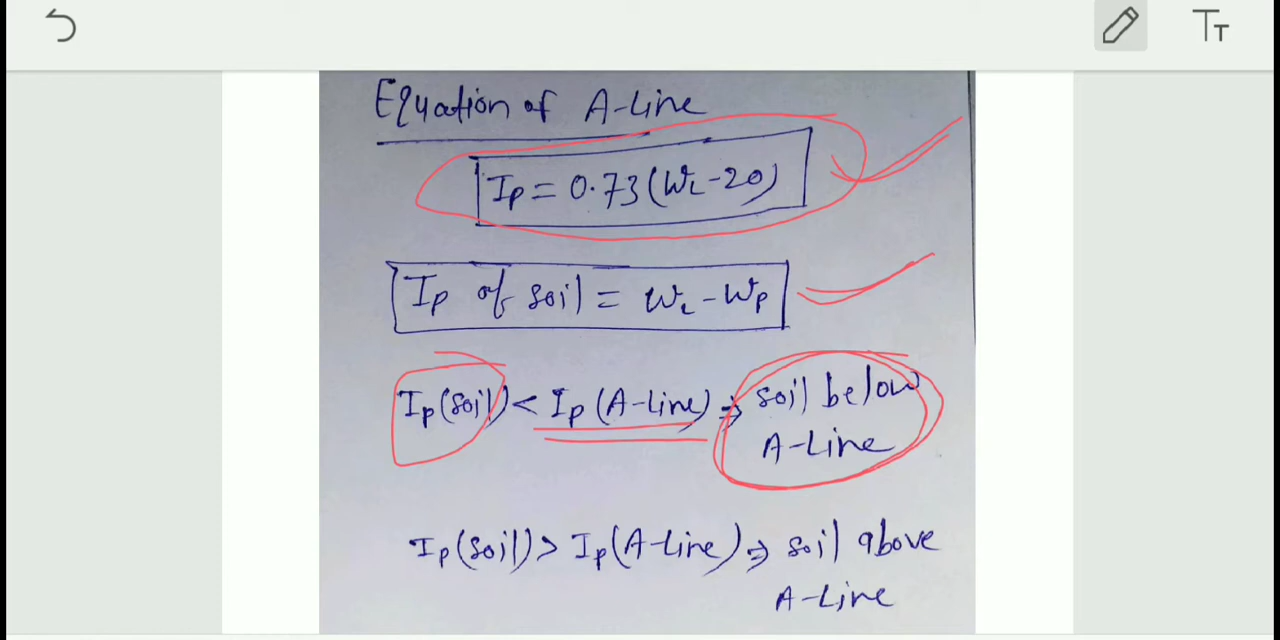 Tт
Equation of A-Line
Ip = 0.73(WL-20)
Ip of soil = WL - Wp
Ip(soil) < Ip(A-Line) ⇒ soil below
A-Line
Ip(soil) > Ip(A-Line) ⇒ soil above
A-Line